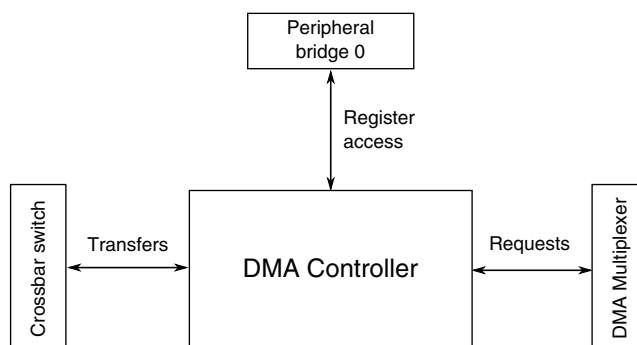 Peripheral
bridge 0
Register
access
Crossbar switch
Transfers
DMA Controller
Requests
DMA Multiplexer